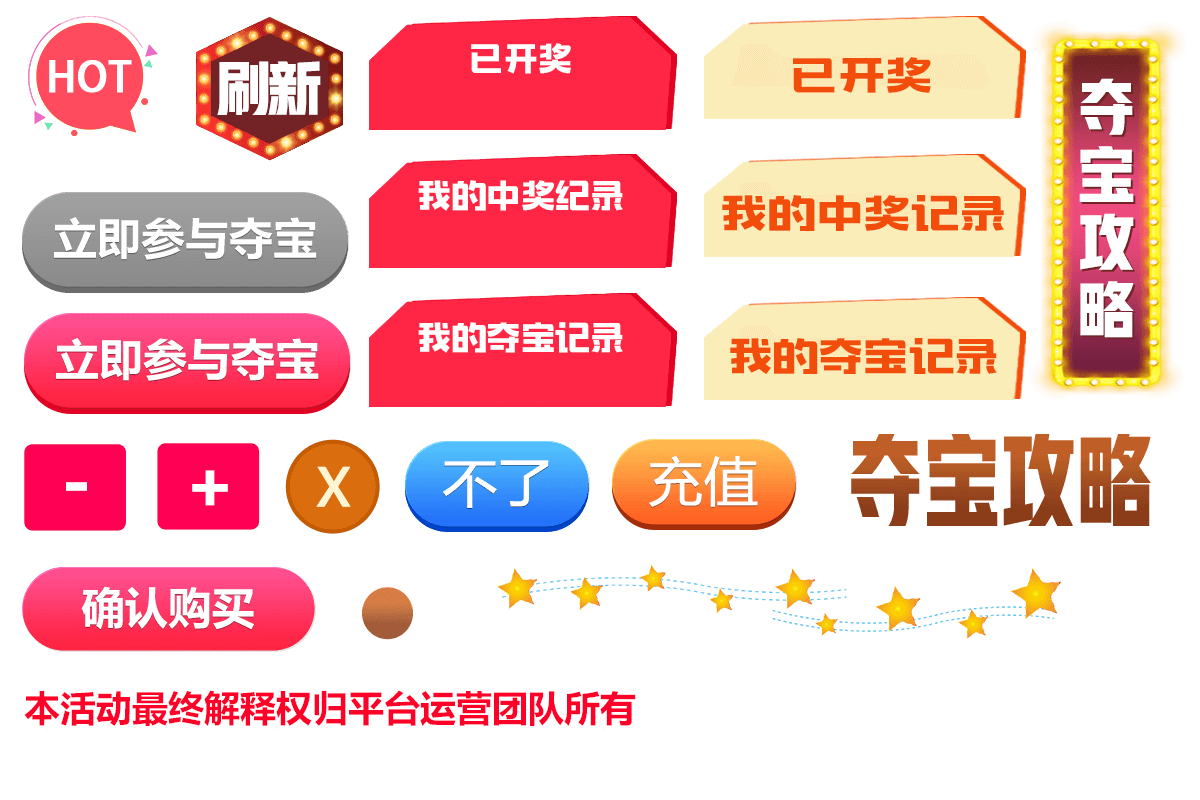 HOT
刷新
已开奖
已开奖
夺宝攻略
我的中奖纪录
我的中奖记录
立即参与夺宝
立即参与夺宝
我的夺宝记录
我的夺宝记录
-
+
X
不了
充值
夺宝攻略
确认购买
本活动最终解释权归平台运营团队所有